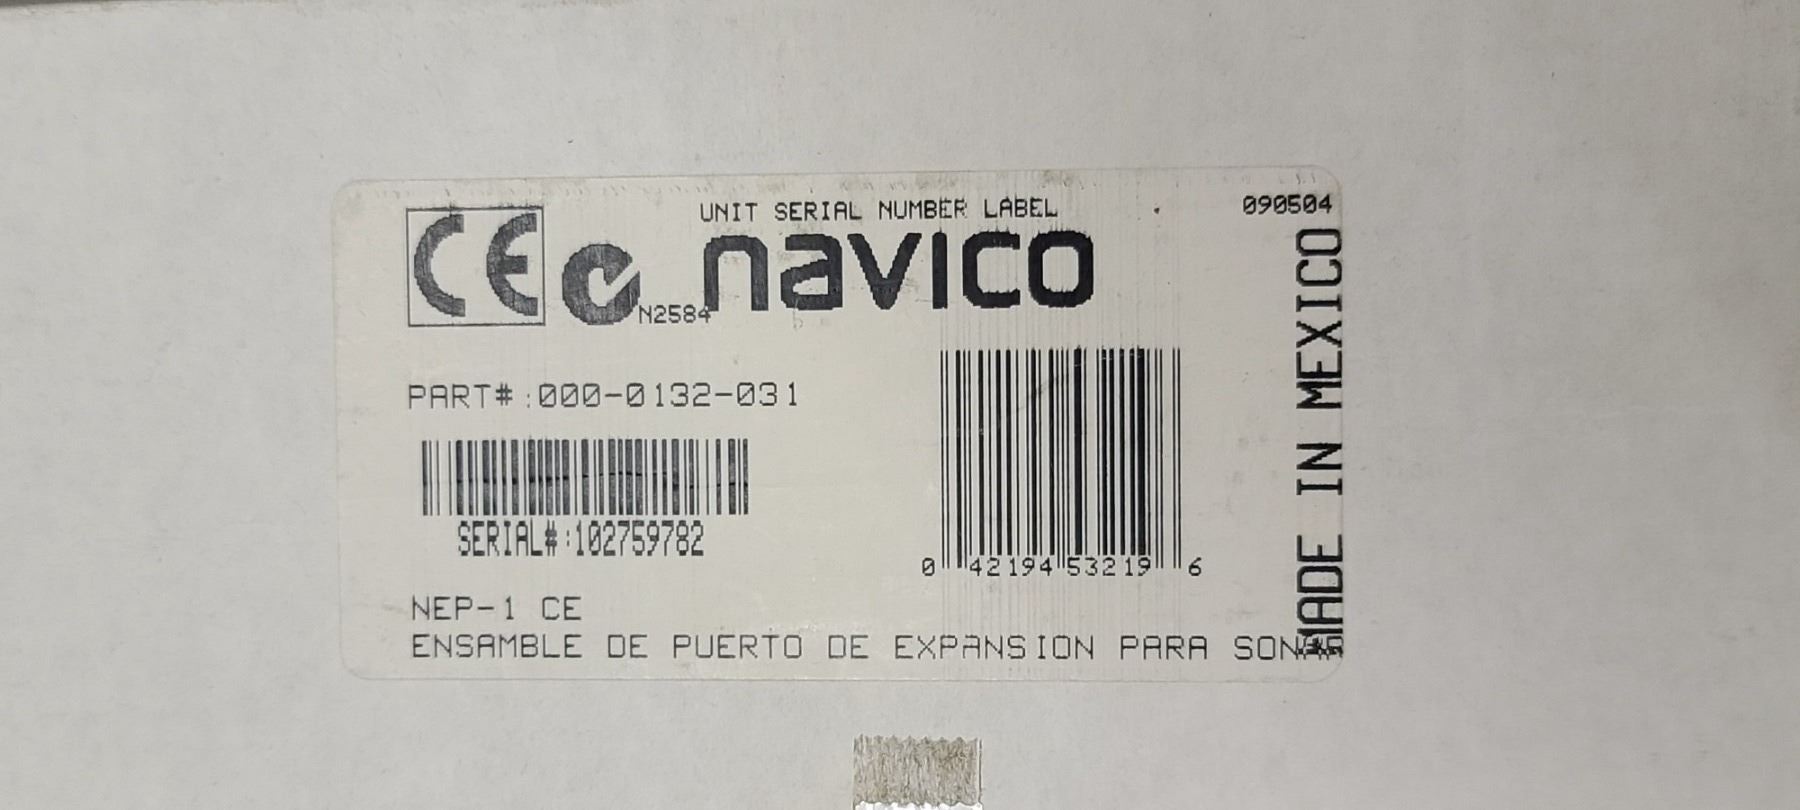 UNIT SERIAL NUMBER LABEL
090504
CE
N2584
navico
PART#:000-0132-031
SERIAL#:102759782
0 42194 53219 6
NEP-1 CE
ENSAMBLE DE PUERTO DE EXPANSION PARA SONAR
MADE IN MEXICO